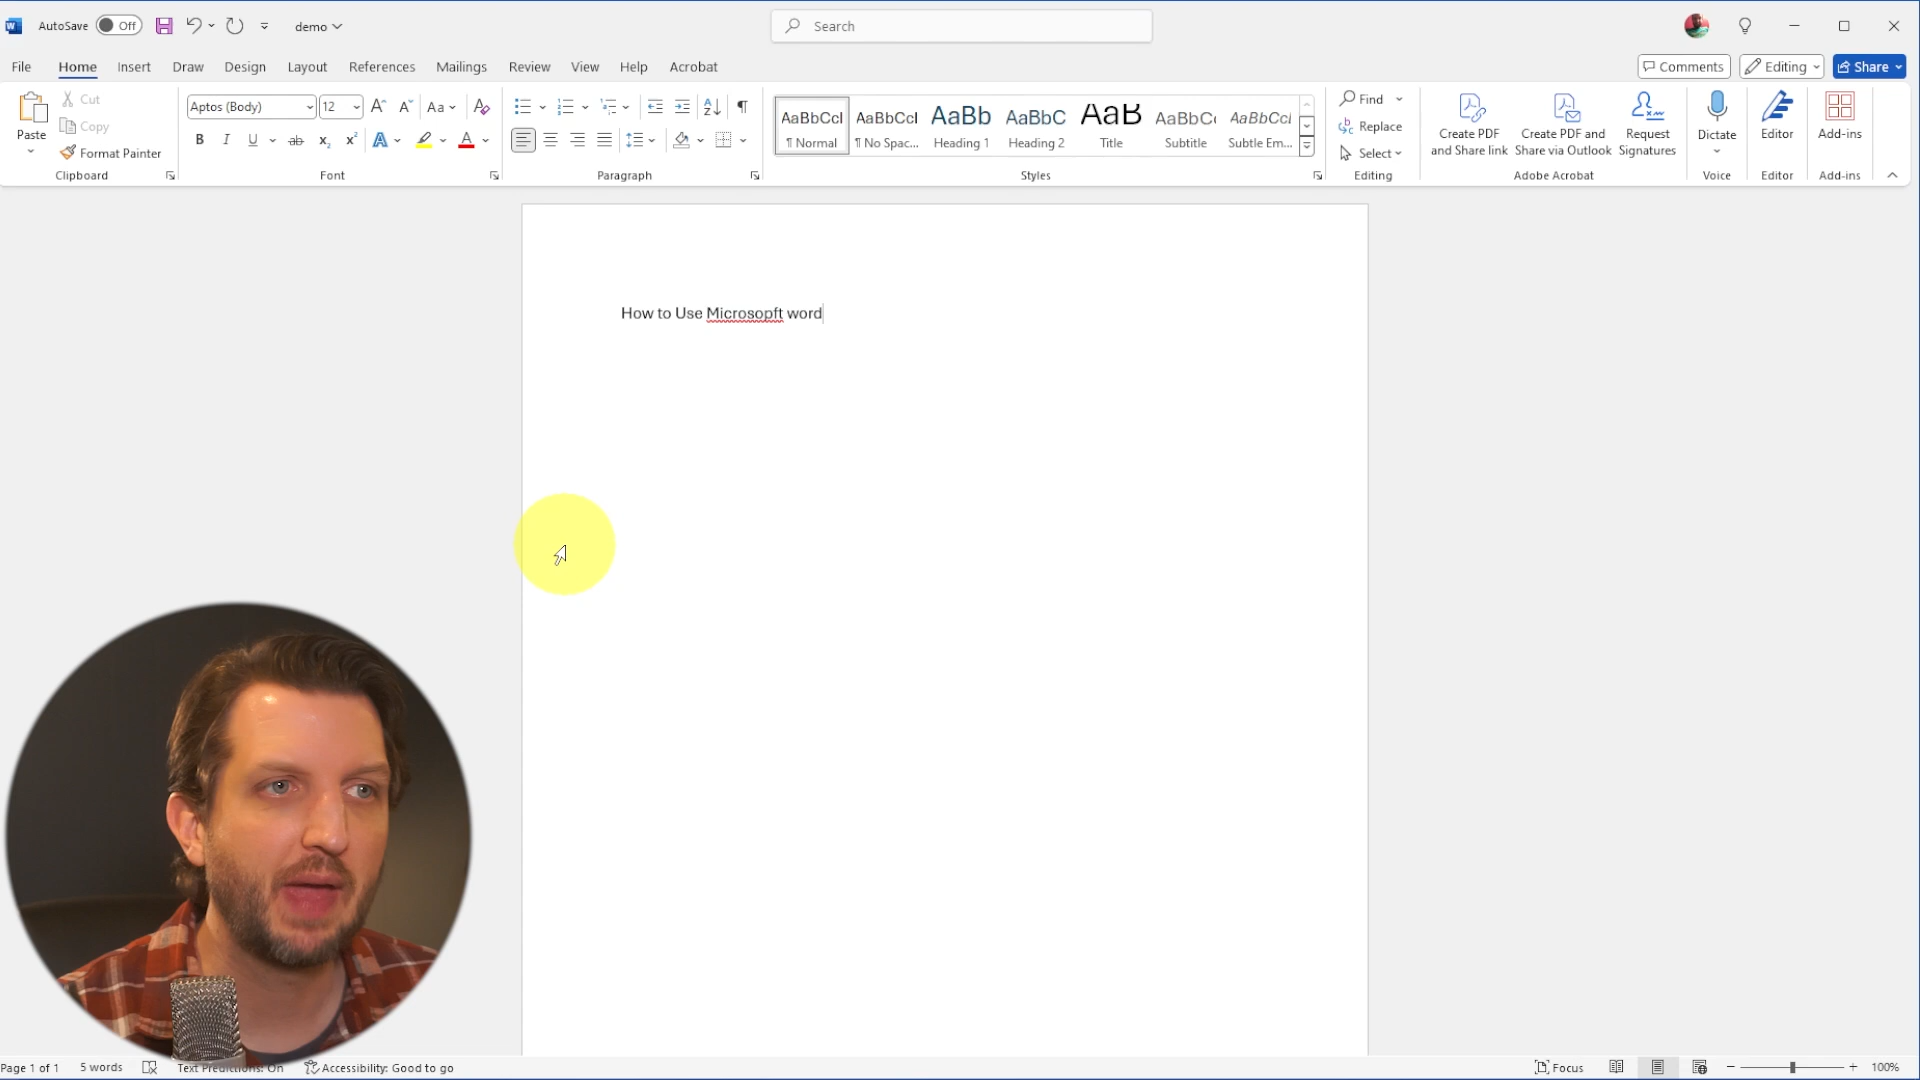 AutoSave Off demo Search
File Home Insert Draw Design Layout References Mailings Review View Help Acrobat Comments Editing Share
Paste
Cut
Copy
Format Painter
Clipboard
Aptos (Body) 12
Font
Paragraph
AaBbCcI AaBbCcI AaBb AaBbC AaB AaBbCc AaBbCcI
¶ Normal ¶ No Spac... Heading 1 Heading 2 Title Subtitle Subtle Em...
Styles
Find
Replace
Select
Editing
Create PDF and Share link
Create PDF and Share via Outlook
Request Signatures
Adobe Acrobat
Dictate
Voice
Editor
Editor
Add-ins
Add-ins
How to Use Microsopft word
Page 1 of 1 5 words Text Predictions: On Accessibility: Good to go Focus 100%